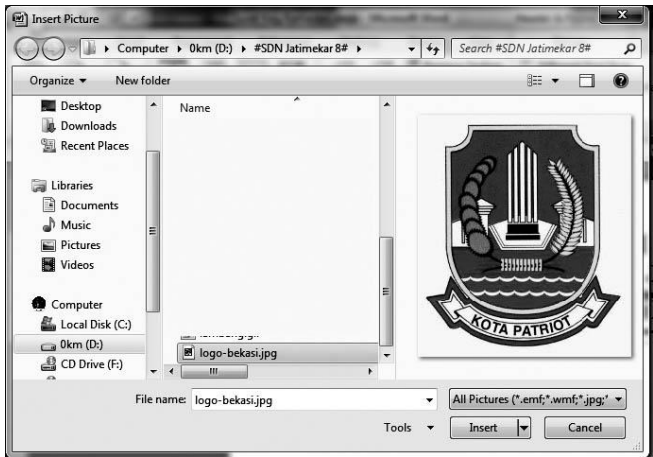 Insert Picture
Computer ▸ 0km (D:) ▸ #SDN Jatimekar 8# ▸
Search #SDN Jatimekar 8#
Organize
New folder
Desktop
Downloads
Recent Places
Libraries
Documents
Music
Pictures
Videos
Computer
Local Disk (C:)
0km (D:)
CD Drive (F:)
Name
logo-bekasi.jpg
KOTA PATRIOT
File name: logo-bekasi.jpg
All Pictures (*.emf;*.wmf;*.jpg;*
Tools
Insert
Cancel